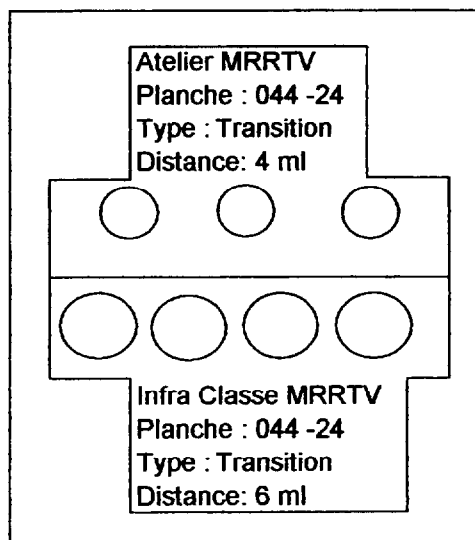 Atelier MRRTV
Planche : 044 -24
Type : Transition
Distance: 4 ml
Infra Classe MRRTV
Planche : 044 -24
Type : Transition
Distance: 6 ml